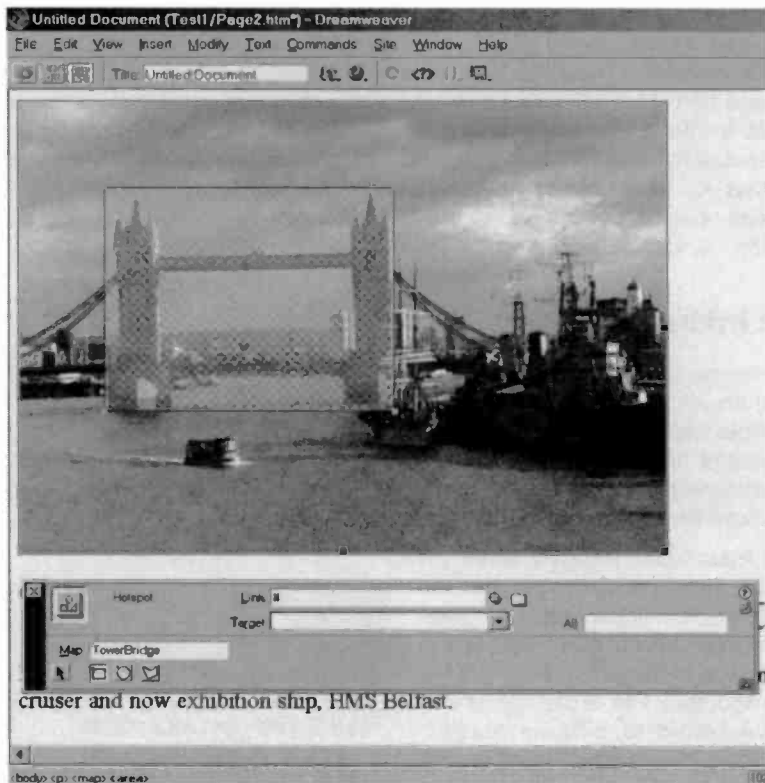 Untitled Document (Test1/Page2.htm*) - Dreamweaver
File Edit View Insert Modify Text Commands Site Window Help
Title: Untitled Document
Hotspot Link #
Target Alt
Map TowerBridge
cruiser and now exhibition ship, HMS Belfast.
<body> <p> <map> <area>